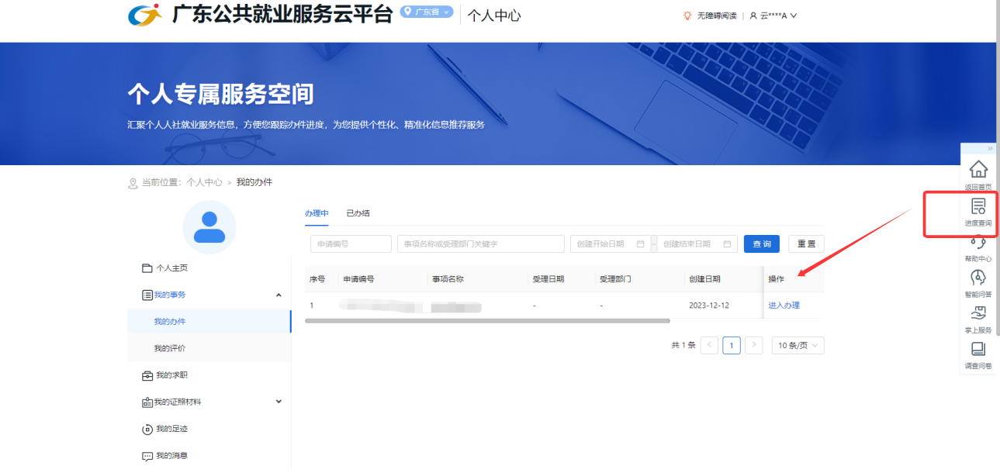 广东公共就业服务云平台 广东省 个人中心 无障碍阅读 | 云****A
个人专属服务空间
汇聚个人人社就业服务信息，方便您跟踪办件进度，为您提供个性化、精准化信息推荐服务
当前位置：个人中心 > 我的办件
办理中 已办结
申请编号 事项名称或受理部门关键字 创建开始日期 - 创建结束日期 查询 重置
序号 申请编号 事项名称 受理日期 受理部门 创建日期 操作
1 - - 2023-12-12 进入办理
共 1 条 < 1 > 10 条/页
个人主页
我的事务
我的办件
我的评价
我的求职
我的证照材料
我的足迹
我的消息
»
返回首页
进度查询
帮助中心
智能问答
掌上服务
调查问卷